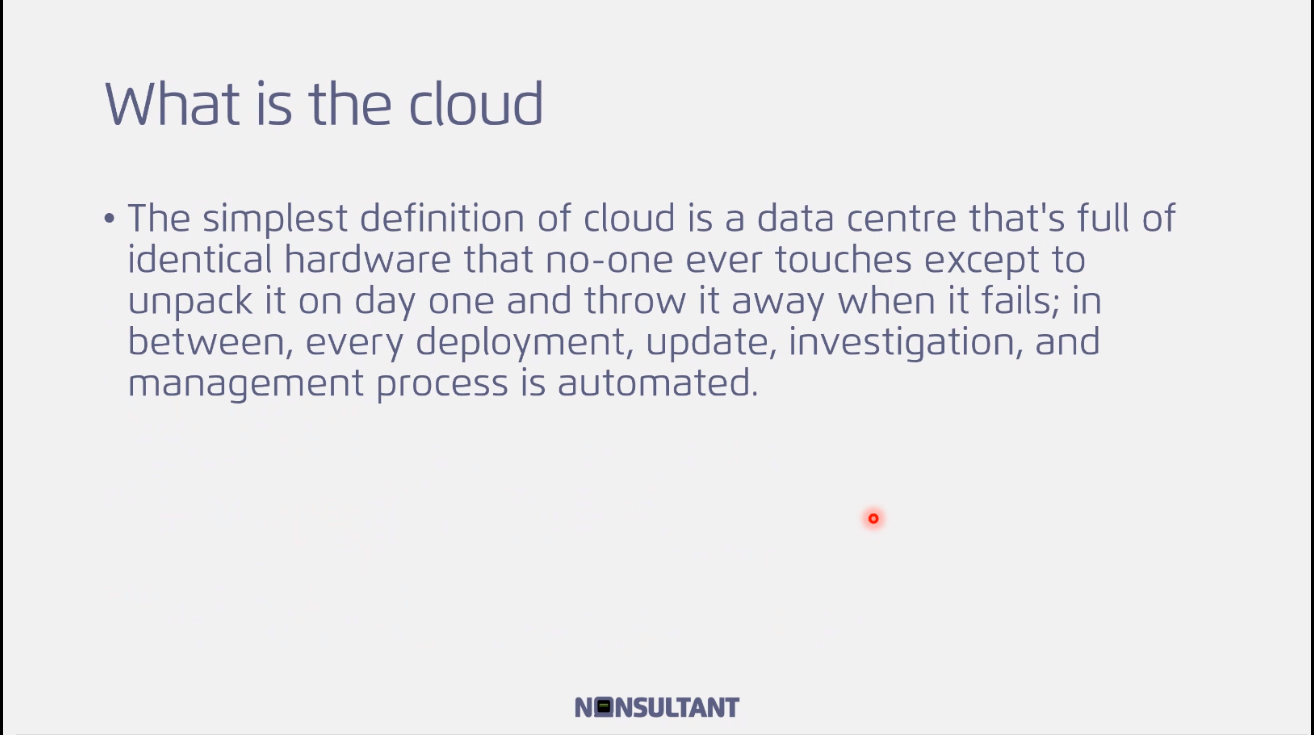 What is the cloud
• The simplest definition of cloud is a data centre that's full of
identical hardware that no-one ever touches except to
unpack it on day one and throw it away when it fails; in
between, every deployment, update, investigation, and
management process is automated.
NONSULTANT